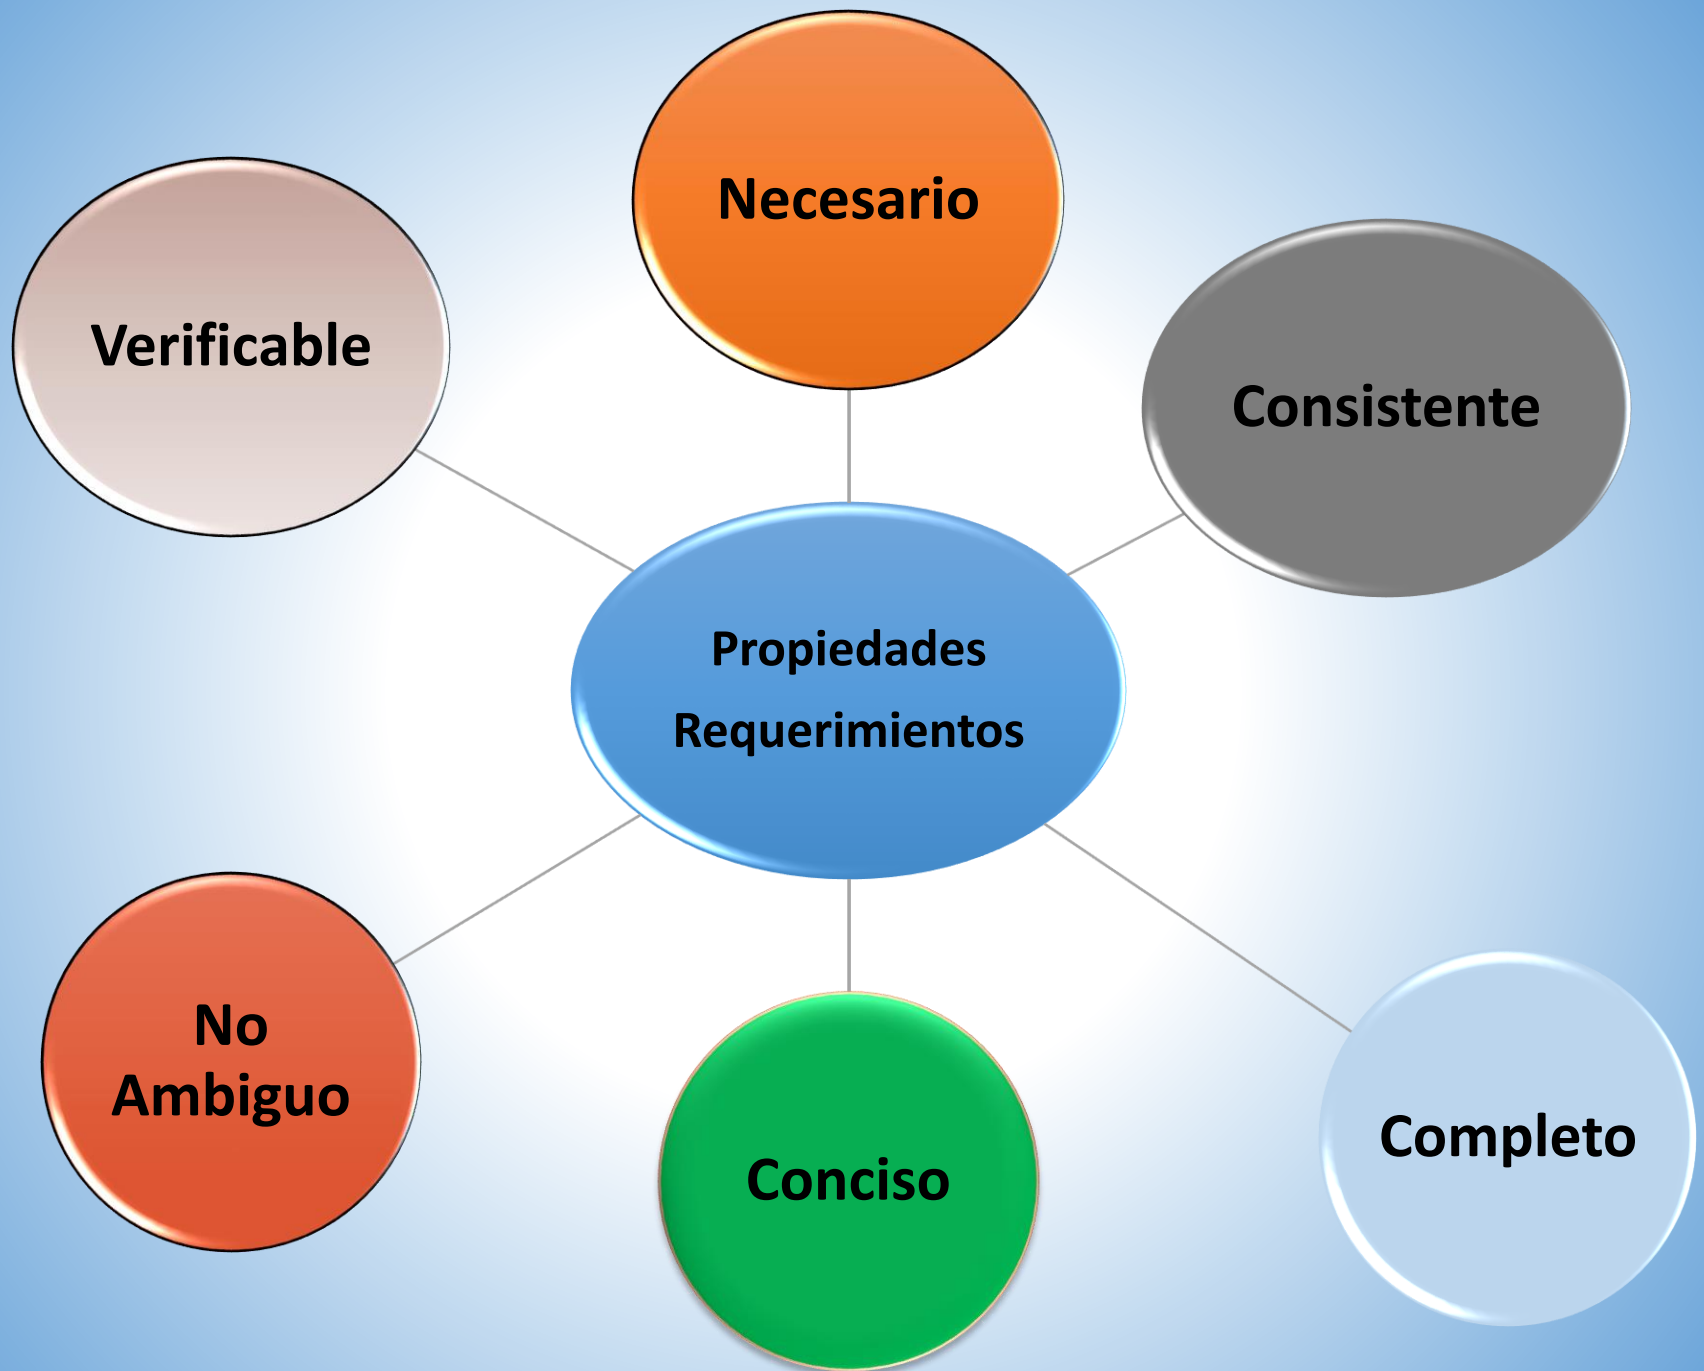 Necesario
Verificable
Consistente
Propiedades
Requerimientos
No
Ambiguo
Conciso
Completo